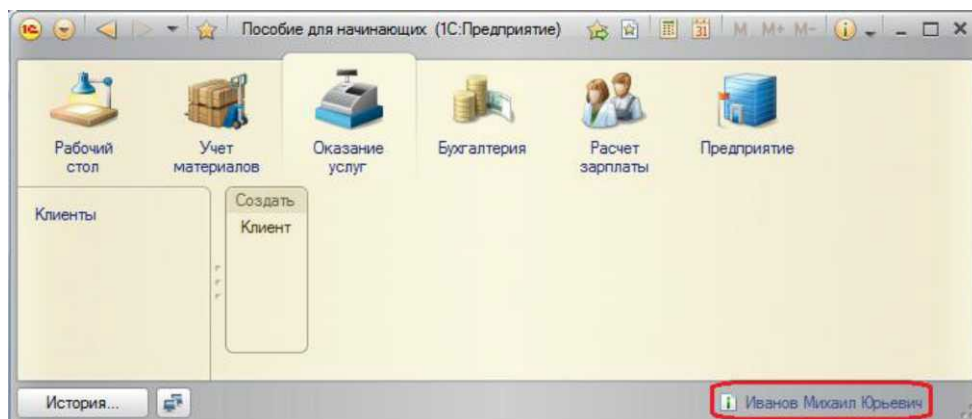 Пособие для начинающих (1С:Предприятие)
M M+ M-
31
Рабочий стол
Учет материалов
Оказание услуг
Бухгалтерия
Расчет зарплаты
Предприятие
Клиенты
Создать
Клиент
История...
Иванов Михаил Юрьевич